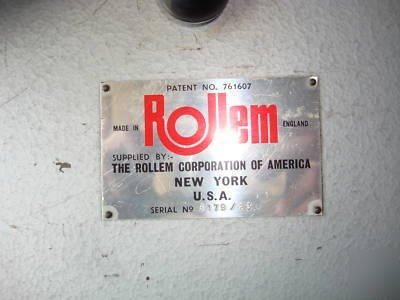 PATENT NO. 761607
MADE IN Rollem ENGLAND
SUPPLIED BY:-
THE ROLLEM CORPORATION OF AMERICA
NEW YORK
U.S.A.
SERIAL Nº